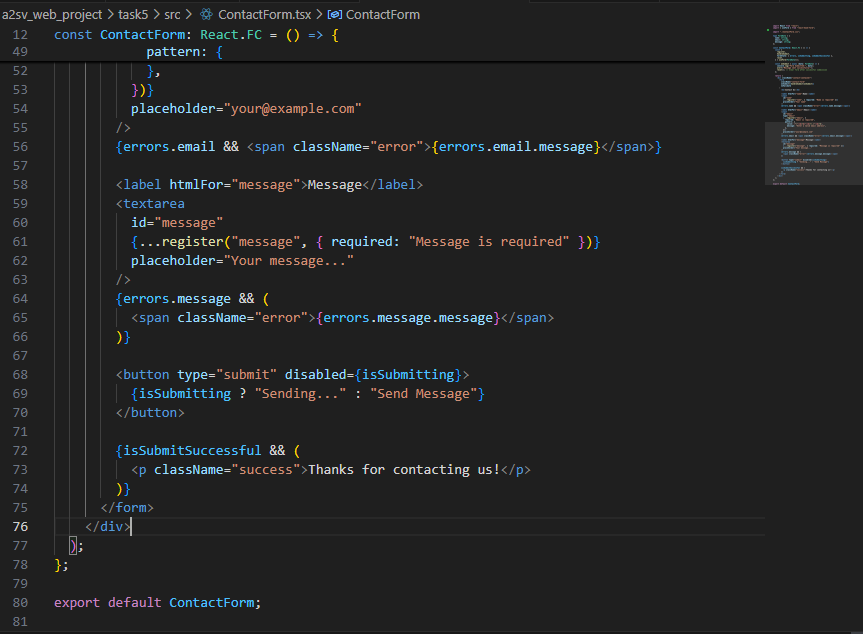 a2sv_web_project > task5 > src > ContactForm.tsx > ContactForm
12 const ContactForm: React.FC = () => {
49 pattern: {
52 },
53 })}
54 placeholder="your@example.com"
55 />
56 {errors.email && <span className="error">{errors.email.message}</span>}
57
58 <label htmlFor="message">Message</label>
59 <textarea
60 id="message"
61 {...register("message", { required: "Message is required" })}
62 placeholder="Your message..."
63 />
64 {errors.message && (
65 <span className="error">{errors.message.message}</span>
66 )}
67
68 <button type="submit" disabled={isSubmitting}>
69 {isSubmitting ? "Sending..." : "Send Message"}
70 </button>
71
72 {isSubmitSuccessful && (
73 <p className="success">Thanks for contacting us!</p>
74 )}
75 </form>
76 </div>
77 );
78 };
79
80 export default ContactForm;
81